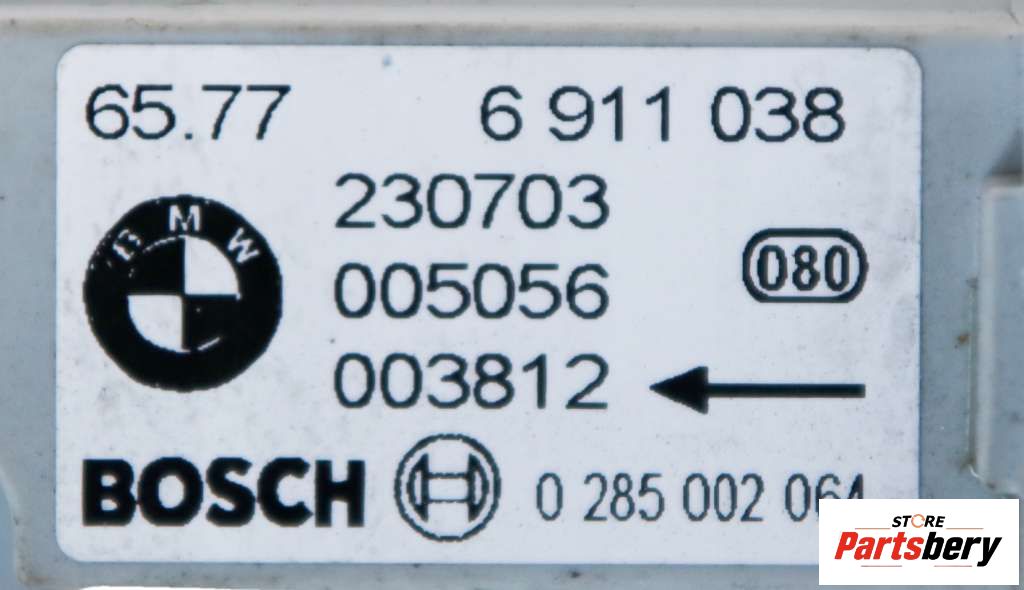 65.77 6 911 038
BMW
230703
005056
080
003812
BOSCH 0 285 002 064
STORE
Partsbery